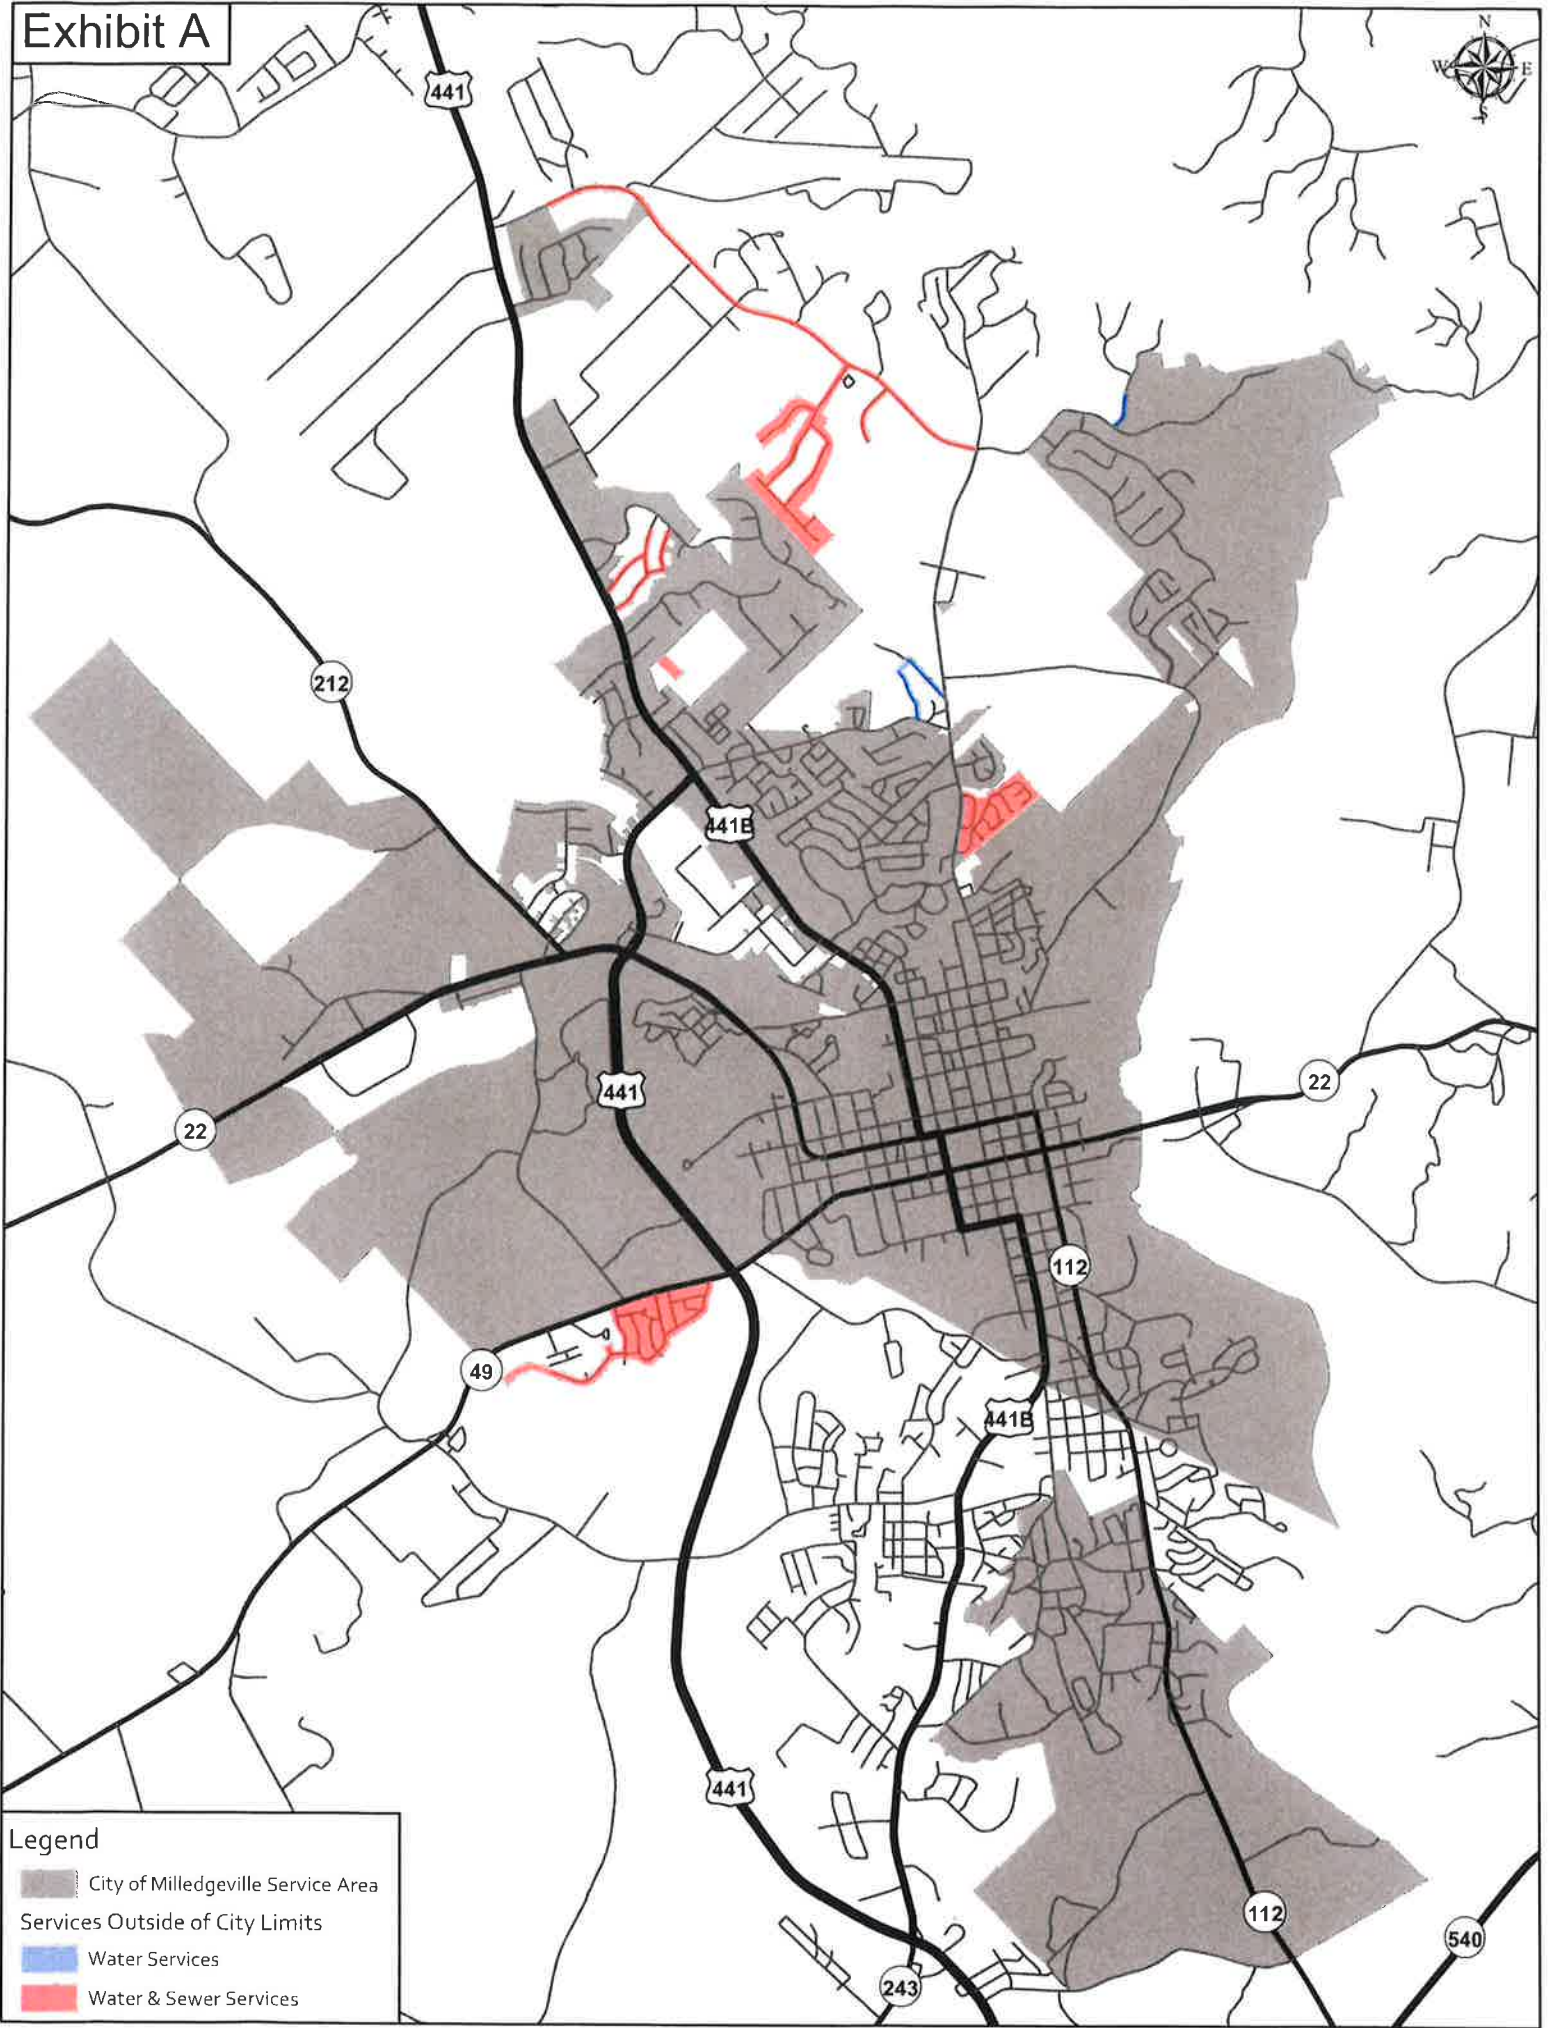 Exhibit A
N
W E
S
441
212
441B
22
441
22
112
49
441B
441
112
540
243
Legend
City of Milledgeville Service Area
Services Outside of City Limits
Water Services
Water & Sewer Services